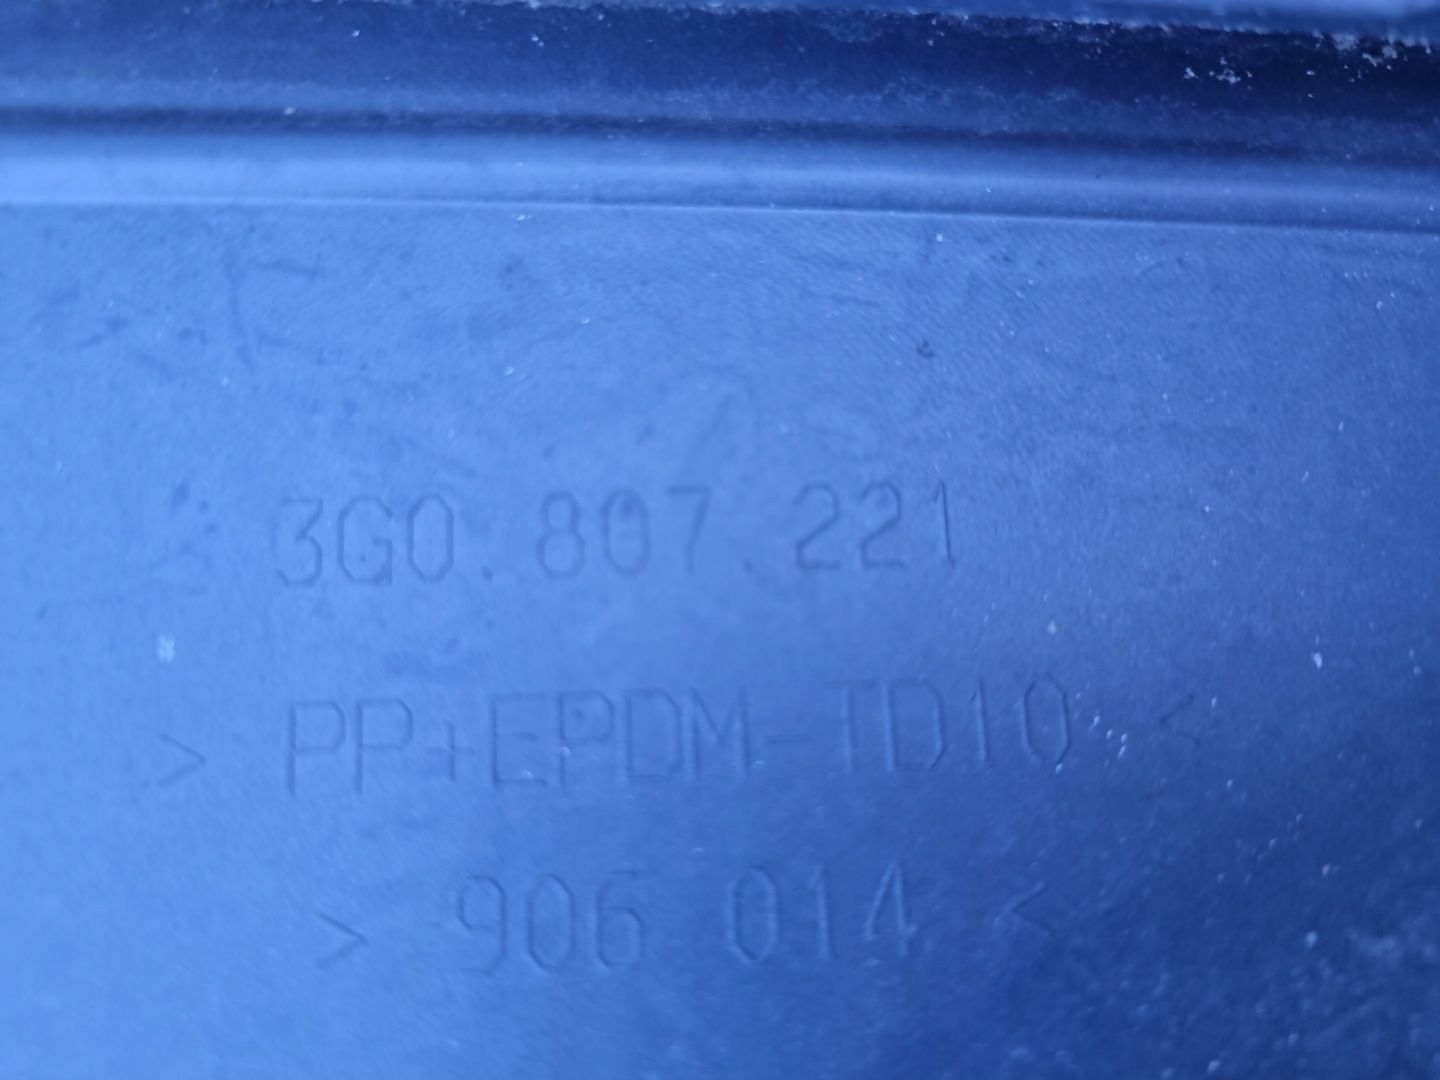 3G0.807.221
> PP+EPDM-TD10 <
> 906 014 <